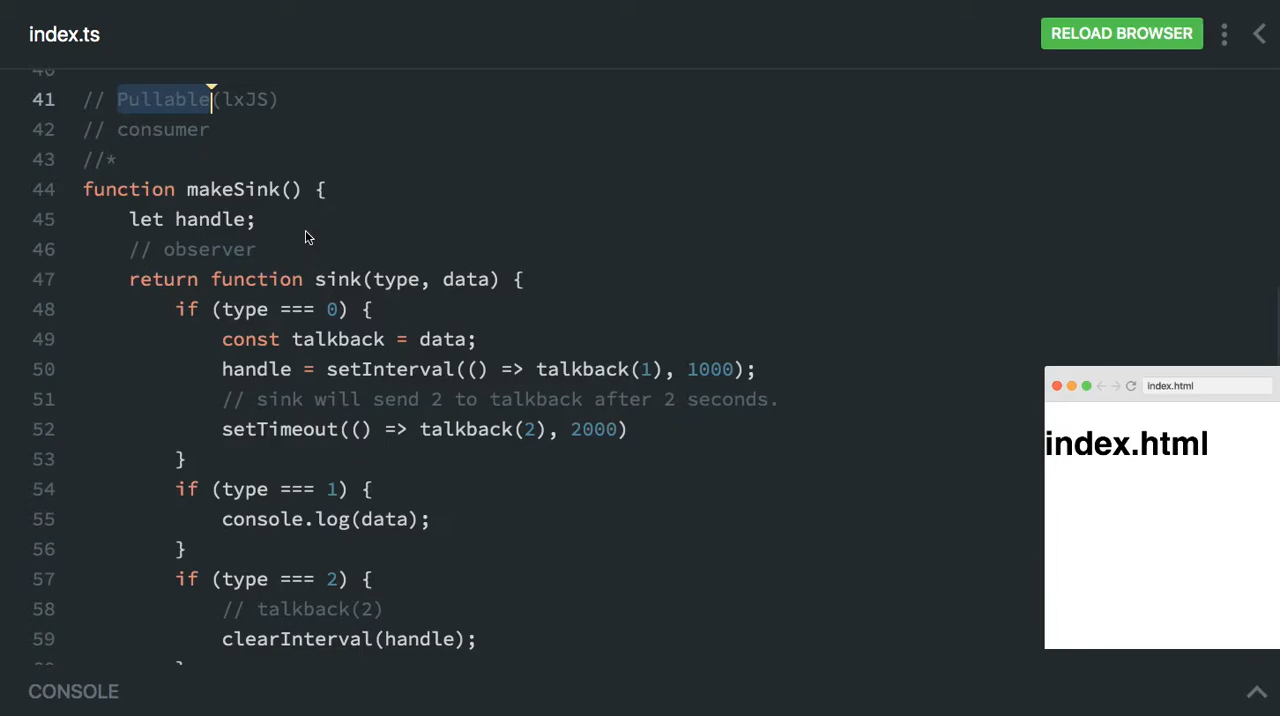 index.ts
RELOAD BROWSER
40
41 // Pullable(lxJS)
42 // consumer
43 //*
44 function makeSink() {
45 let handle;
46 // observer
47 return function sink(type, data) {
48 if (type === 0) {
49 const talkback = data;
50 handle = setInterval(() => talkback(1), 1000);
51 // sink will send 2 to talkback after 2 seconds.
52 setTimeout(() => talkback(2), 2000)
53 }
54 if (type === 1) {
55 console.log(data);
56 }
57 if (type === 2) {
58 // talkback(2)
59 clearInterval(handle);
index.html
index.html
CONSOLE